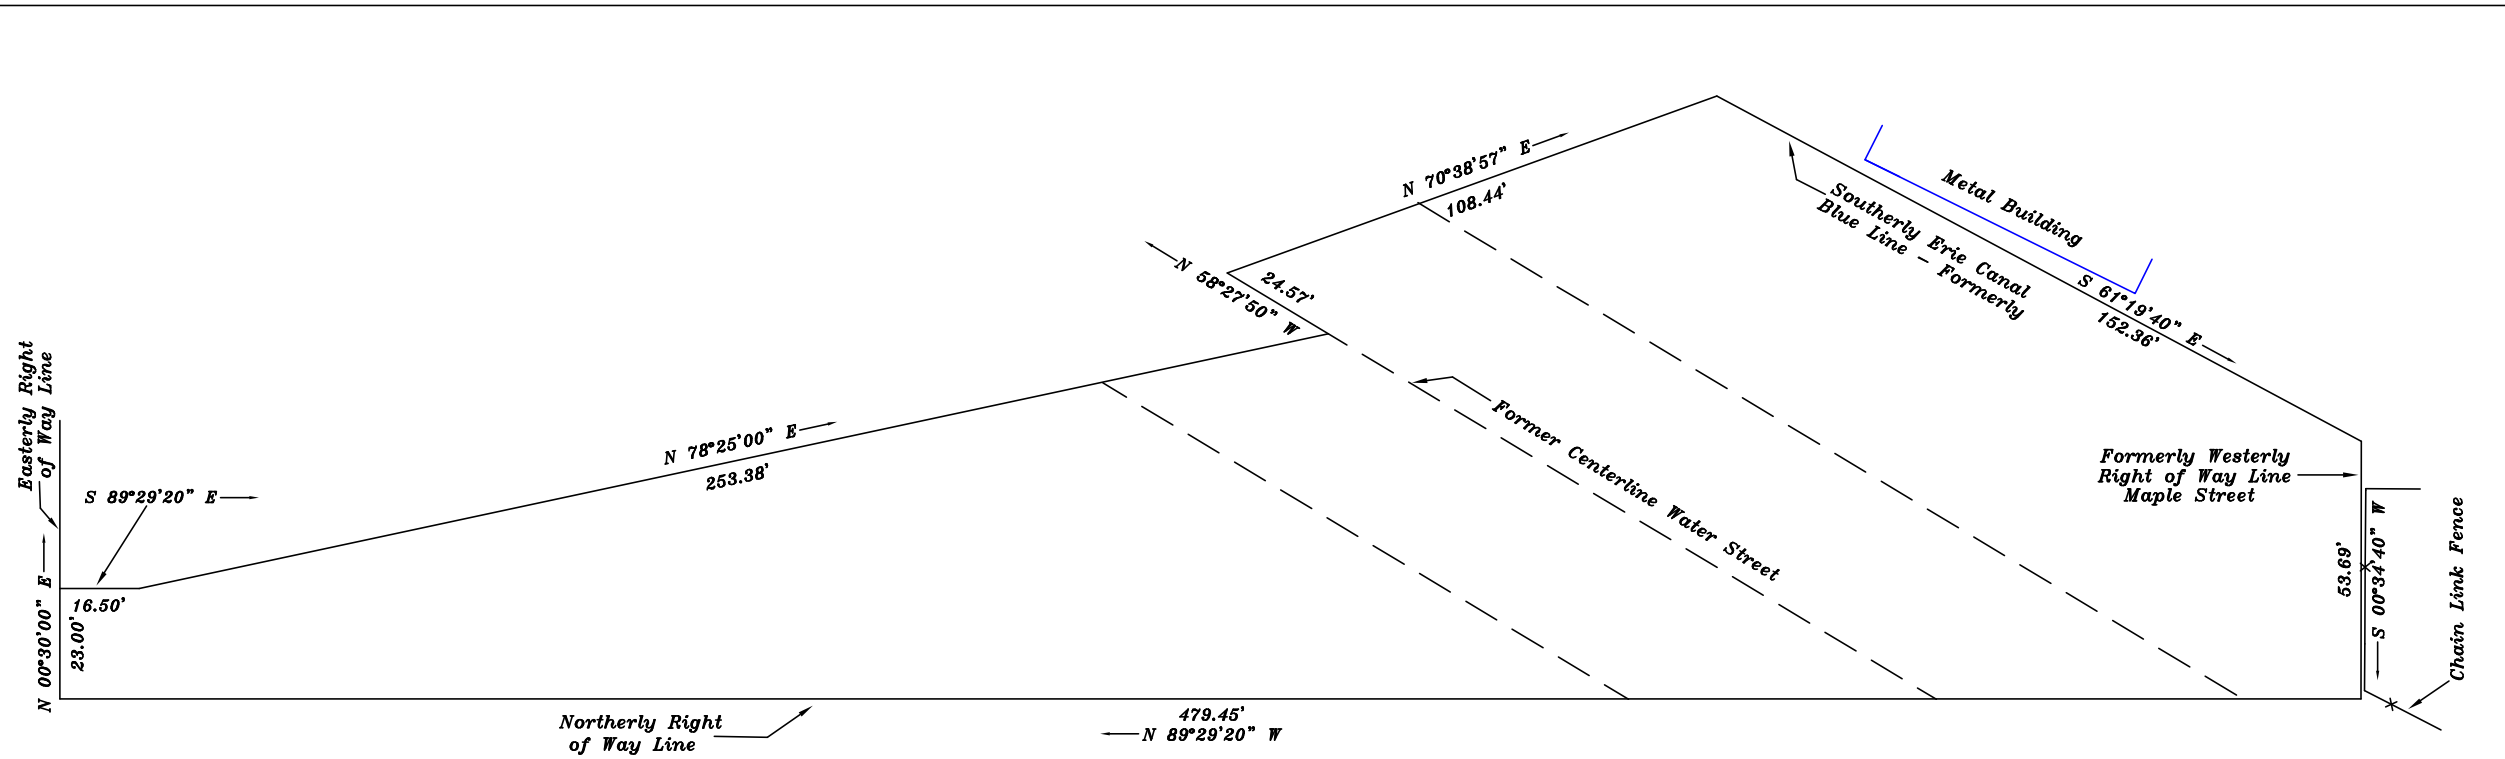 N 70°38'57" E
108.44'
Metal Building
Southerly Erie Canal
Blue Line - Formerly
S 61°19'40" E
152.36'
N 58°27'50" W
24.57'
Easterly Right
of Way Line
N 78°25'00" E
253.38'
S 89°29'20" E
16.50'
N 00°30'00" E
23.00'
Former Centerline Water Street
Formerly Westerly
Right of Way Line
Maple Street
53.69'
S 00°34'40" W
Chain Link Fence
Northerly Right
of Way Line
479.45'
N 89°29'20" W